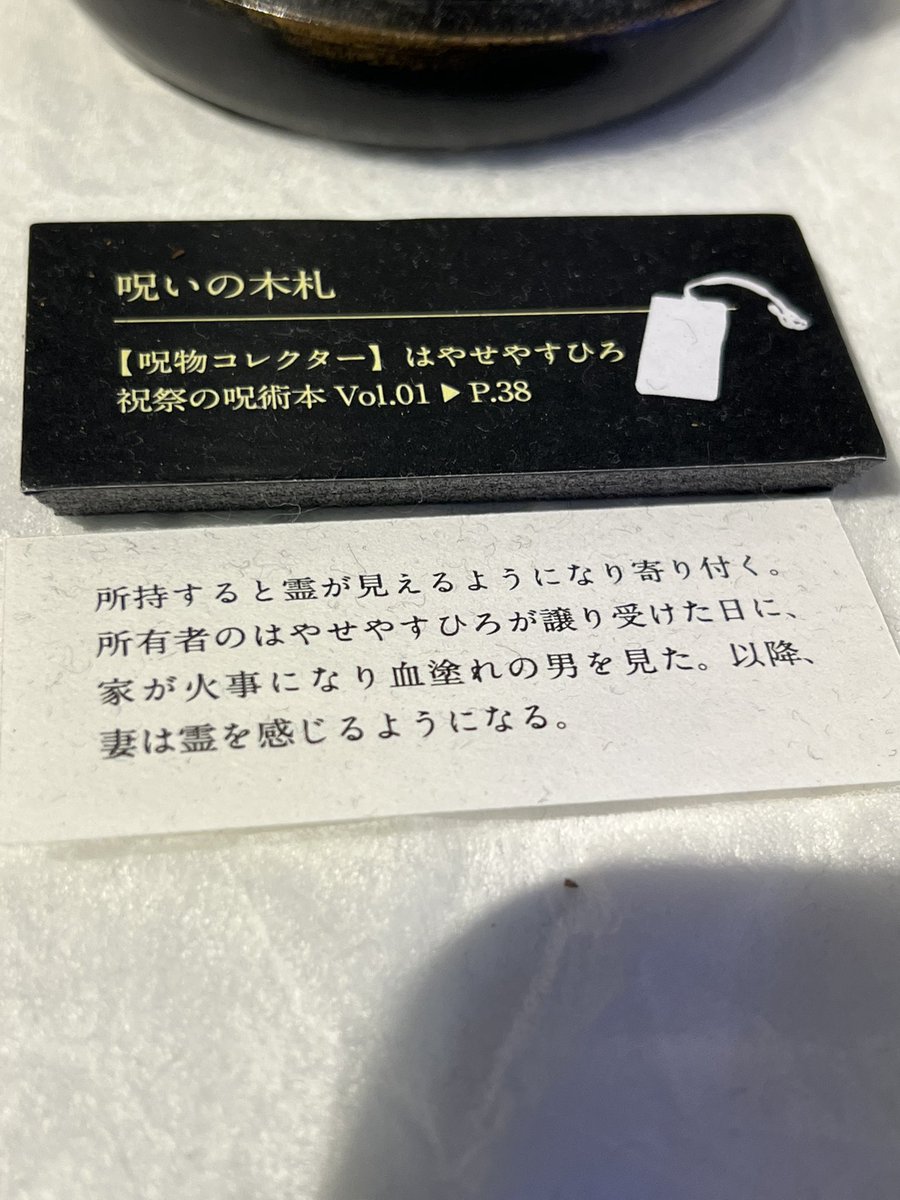 呪いの木札
【呪物コレクター】はやせやすひろ
祝祭の呪術本 Vol.01 ▶ P.38
所持すると霊が見えるようになり寄り付く。
所有者のはやせやすひろが譲り受けた日に、
家が火事になり血塗れの男を見た。以降、
妻は霊を感じるようになる。